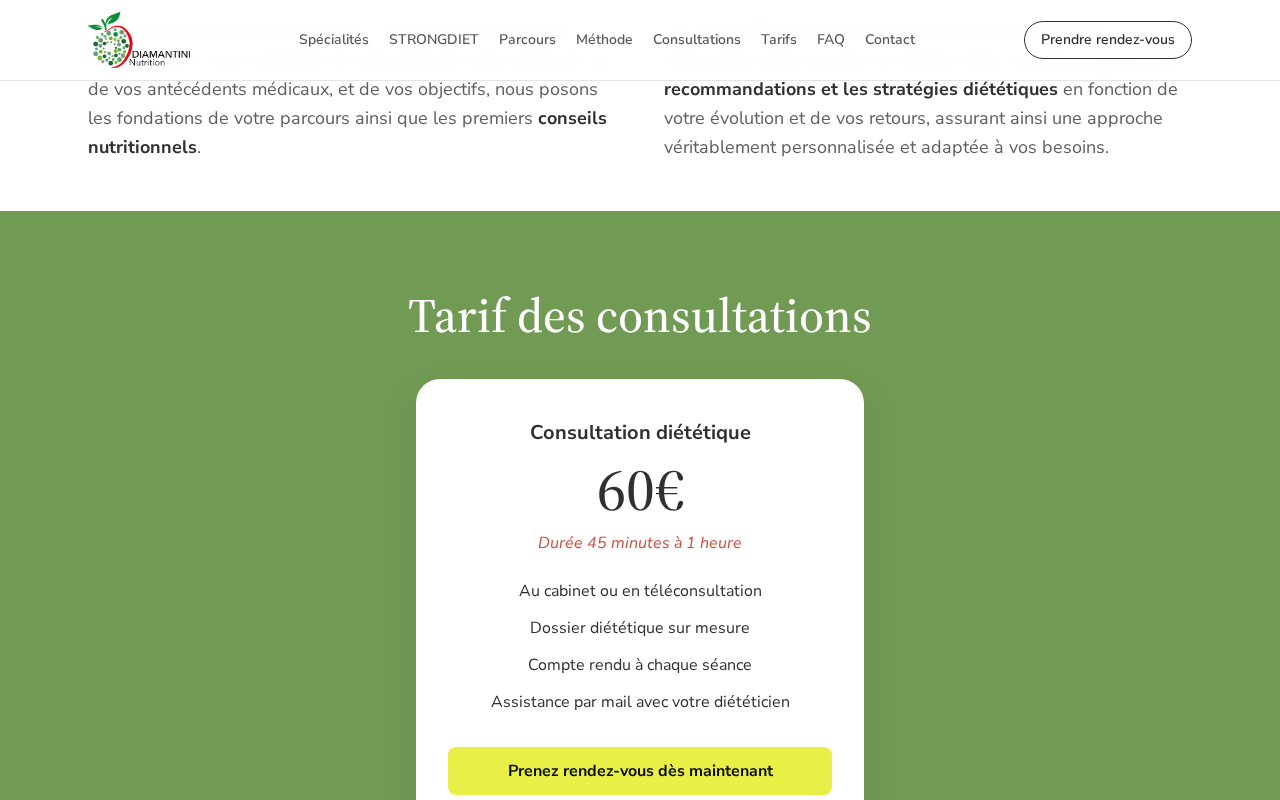 DIAMANTINI
Nutrition
Spécialités
STRONGDIET
Parcours
Méthode
Consultations
Tarifs
FAQ
Contact
Prendre rendez-vous
de vos antécédents médicaux, et de vos objectifs, nous posons
les fondations de votre parcours ainsi que les premiers conseils
nutritionnels.
recommandations et les stratégies diététiques en fonction de
votre évolution et de vos retours, assurant ainsi une approche
véritablement personnalisée et adaptée à vos besoins.
Tarif des consultations
Consultation diététique
60€
Durée 45 minutes à 1 heure
Au cabinet ou en téléconsultation
Dossier diététique sur mesure
Compte rendu à chaque séance
Assistance par mail avec votre diététicien
Prenez rendez-vous dès maintenant